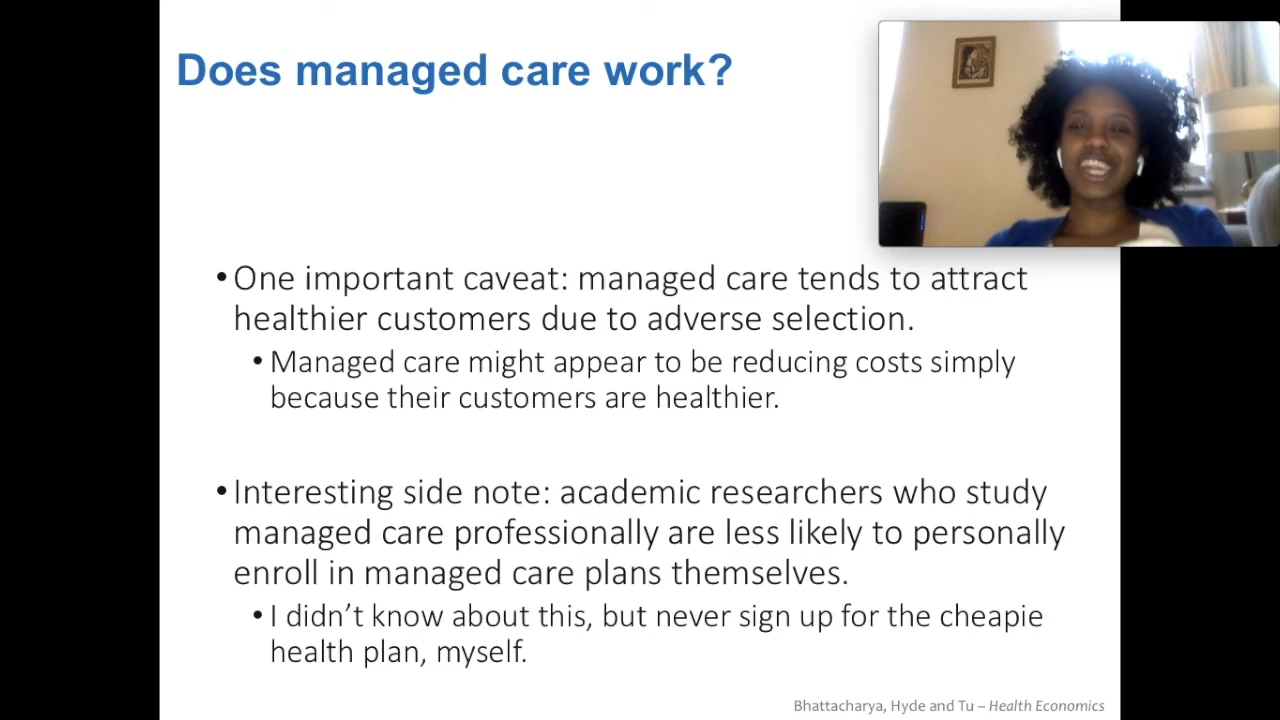 Does managed care work?
• One important caveat: managed care tends to attract
healthier customers due to adverse selection.
• Managed care might appear to be reducing costs simply
because their customers are healthier.
• Interesting side note: academic researchers who study
managed care professionally are less likely to personally
enroll in managed care plans themselves.
• I didn’t know about this, but never sign up for the cheapie
health plan, myself.
Bhattacharya, Hyde and Tu – Health Economics